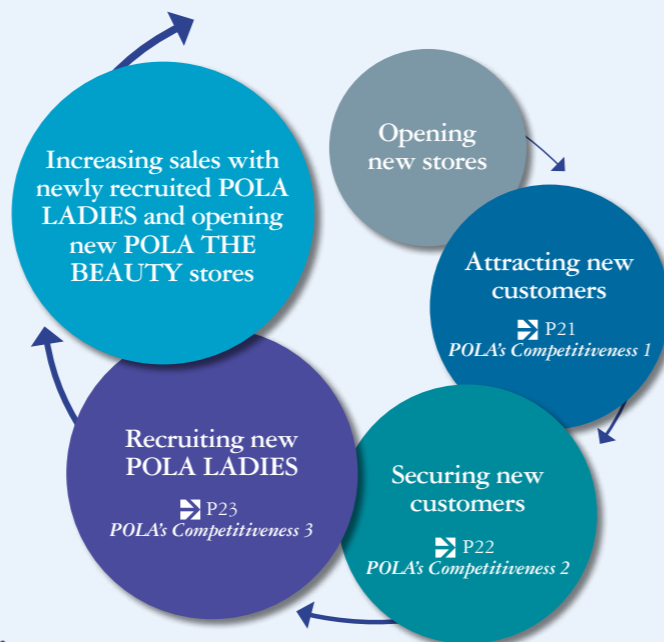 Opening
new stores
Attracting new
customers
P21
POLA's Competitiveness 1
Securing new
customers
P22
POLA's Competitiveness 2
Recruiting new
POLA LADIES
P23
POLA's Competitiveness 3
Increasing sales with
newly recruited POLA
LADIES and opening
new POLA THE
BEAUTY stores